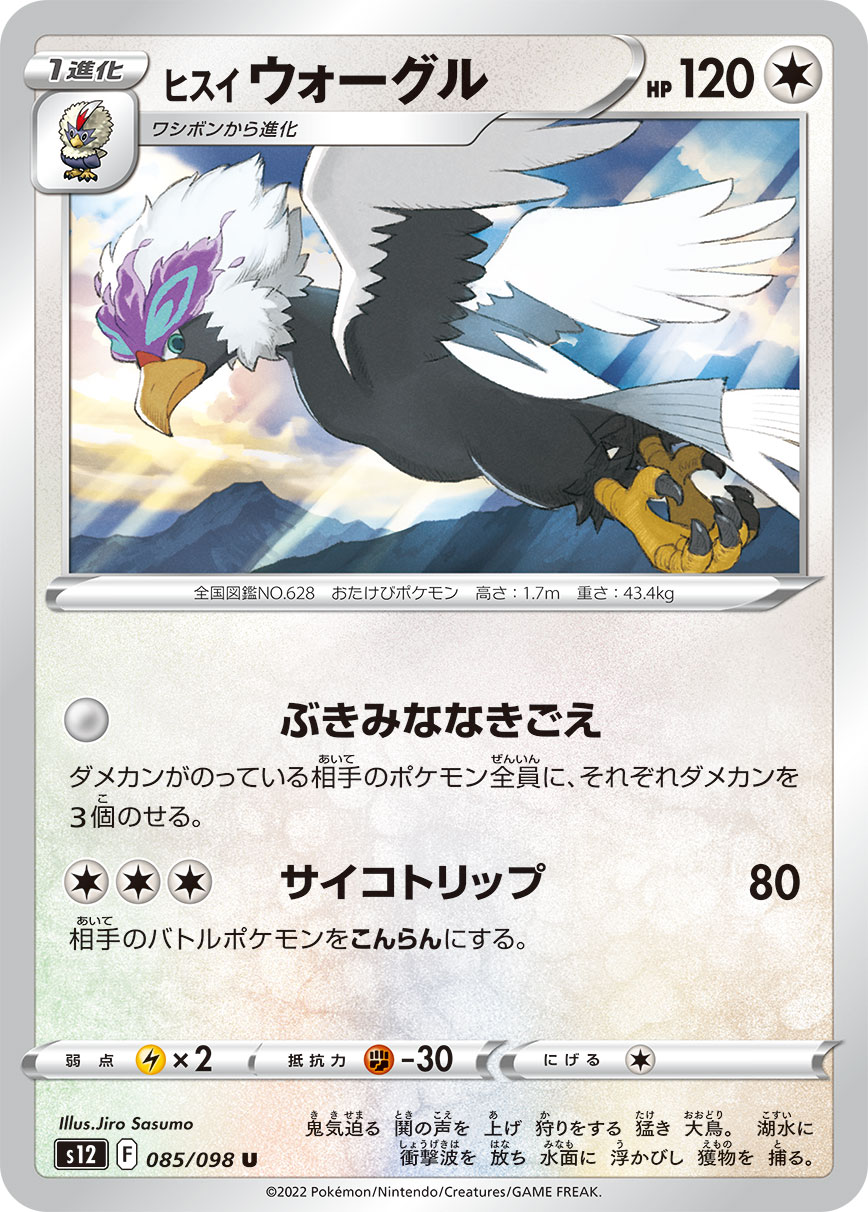 1進化
ヒスイ ウォーグル HP 120
ワシボンから進化
全国図鑑NO.628 おたけびポケモン 高さ:1.7m 重さ:43.4kg
ぶきみななきごえ
ダメカンがのっている相手のポケモン全員に、それぞれダメカンを
3個のせる。
サイコトリップ 80
相手のバトルポケモンをこんらんにする。
弱点 ×2 抵抗力 -30 にげる
Illus.Jiro Sasumo
鬼気迫る 鬨の声を 上げ 狩りをする 猛き 大鳥。 湖水に
衝撃波を 放ち 水面に 浮かびし 獲物を 捕る。
s12 F 085/098 U
©2022 Pokémon/Nintendo/Creatures/GAME FREAK.